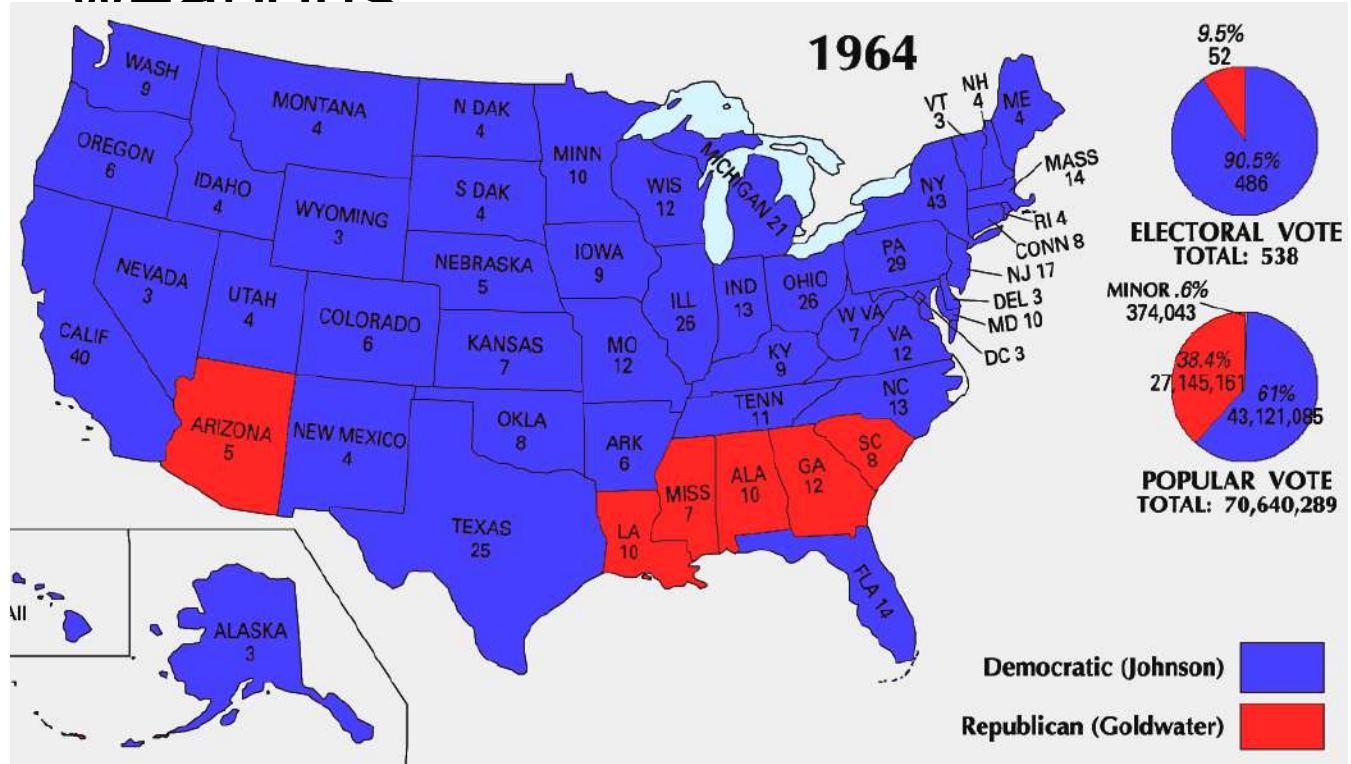 1964
WASH
9
OREGON
6
CALIF
40
NEVADA
3
IDAHO
4
MONTANA
4
WYOMING
3
UTAH
4
COLORADO
6
ARIZONA
5
NEW MEXICO
4
N DAK
4
S DAK
4
NEBRASKA
5
KANSAS
7
OKLA
8
TEXAS
25
MINN
10
IOWA
9
MO
12
ARK
6
LA
10
WIS
12
ILL
26
MICHIGAN 21
IND
13
OHIO
26
KY
9
TENN
11
MISS
7
ALA
10
GA
12
FLA 14
SC
8
NC
13
VA
12
W VA
7
PA
29
NY
43
VT
3
NH
4
ME
4
MASS
14
RI 4
CONN 8
NJ 17
DEL 3
MD 10
DC 3
ALASKA
3
9.5%
52
90.5%
486
ELECTORAL VOTE
TOTAL: 538
MINOR .6%
374,043
38.4%
27,145,161
61%
43,121,085
POPULAR VOTE
TOTAL: 70,640,289
Democratic (Johnson)
Republican (Goldwater)